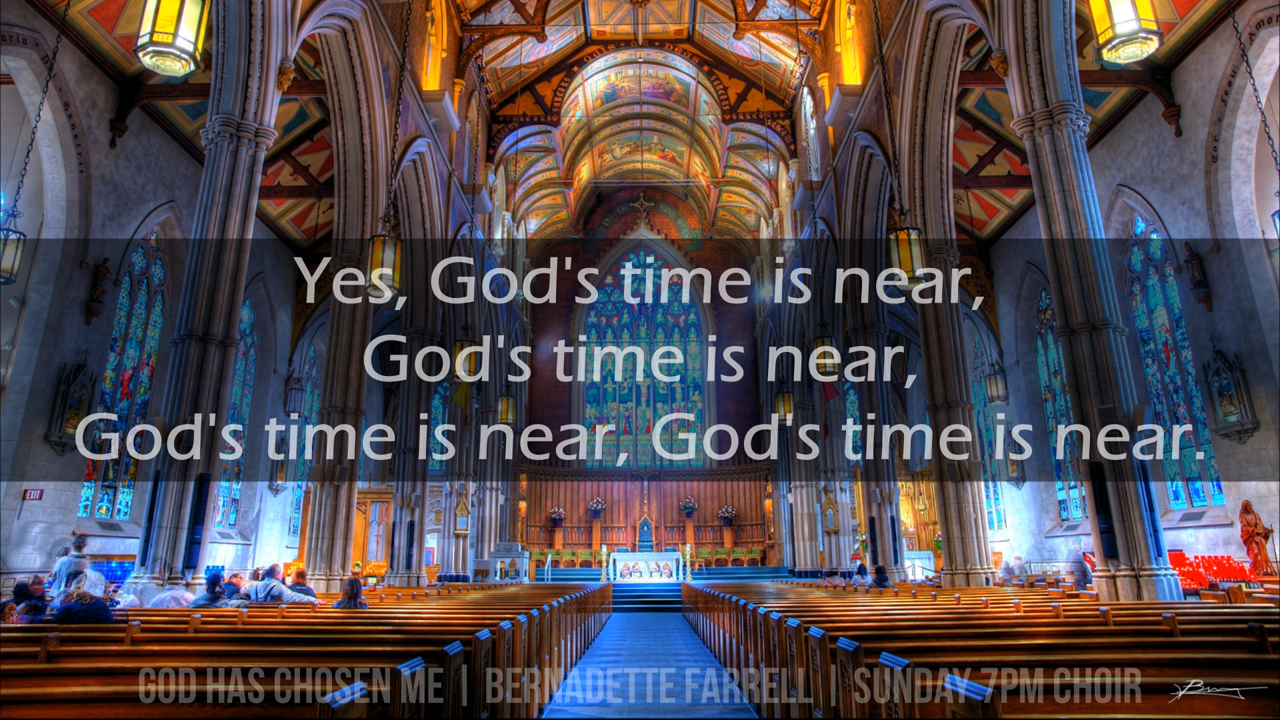 Yes, God's time is near,
God's time is near,
God's time is near, God's time is near.
EXIT
GOD HAS CHOSEN ME | BERNADETTE FARRELL | SUNDAY 7PM CHOIR